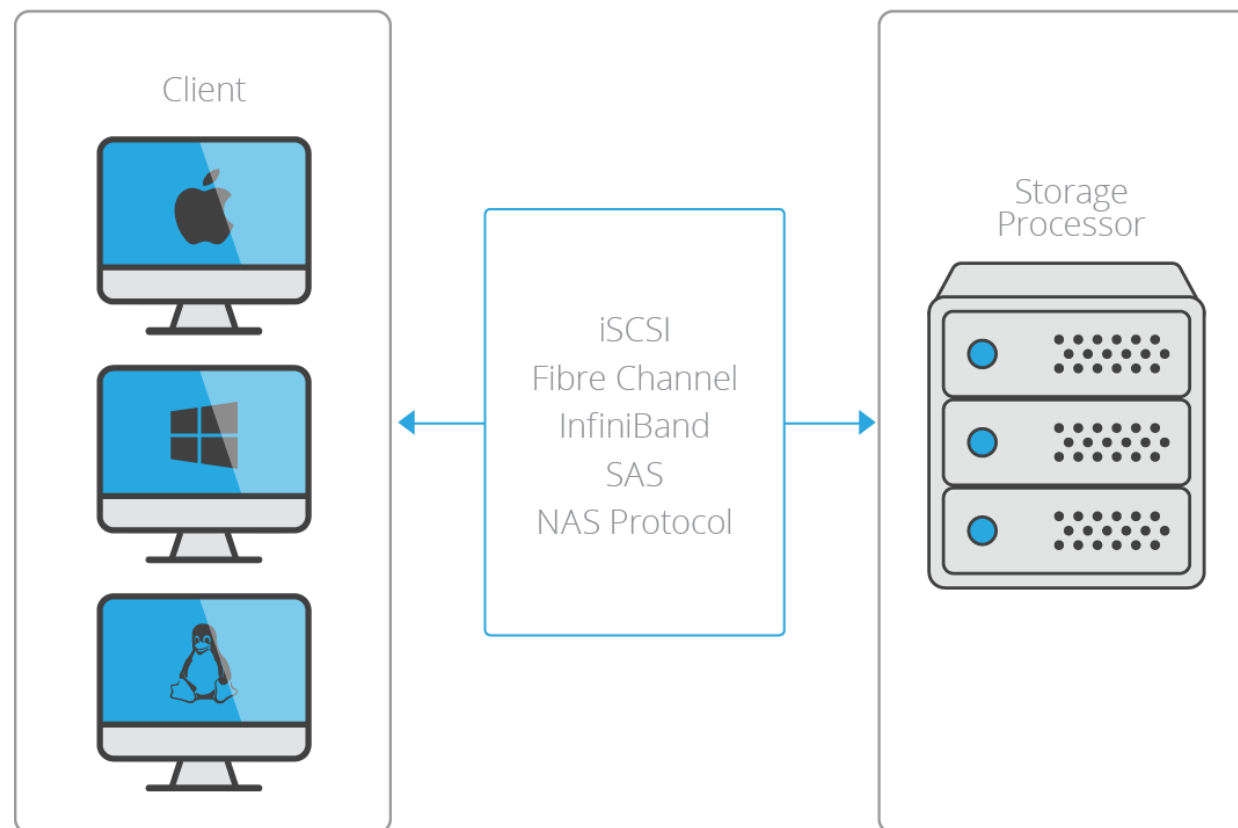 Client
iSCSI
Fibre Channel
InfiniBand
SAS
NAS Protocol
Storage
Processor